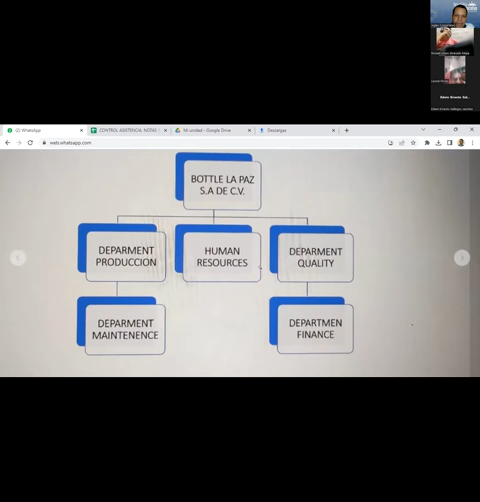 (2) WhatsApp
CONTROL ASISTENCIA, NOTAS
Mi unidad - Google Drive
Descargas
web.whatsapp.com
BOTTLE LA PAZ
S.A DE C.V.
DEPARMENT
PRODUCCION
HUMAN
RESOURCES
DEPARMENT
QUALITY
DEPARMENT
MAINTENENCE
DEPARTMEN
FINANCE